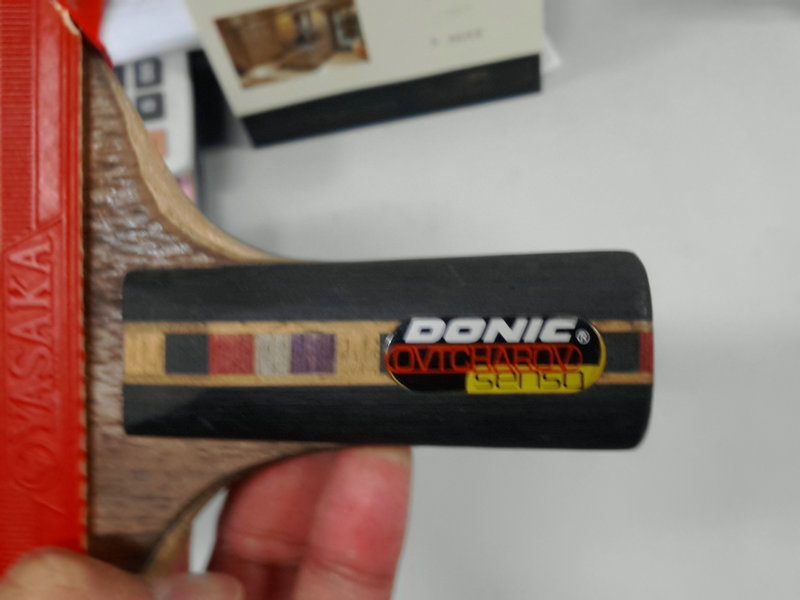 YASAKA
DONIC®
OVTCHAROV
senso